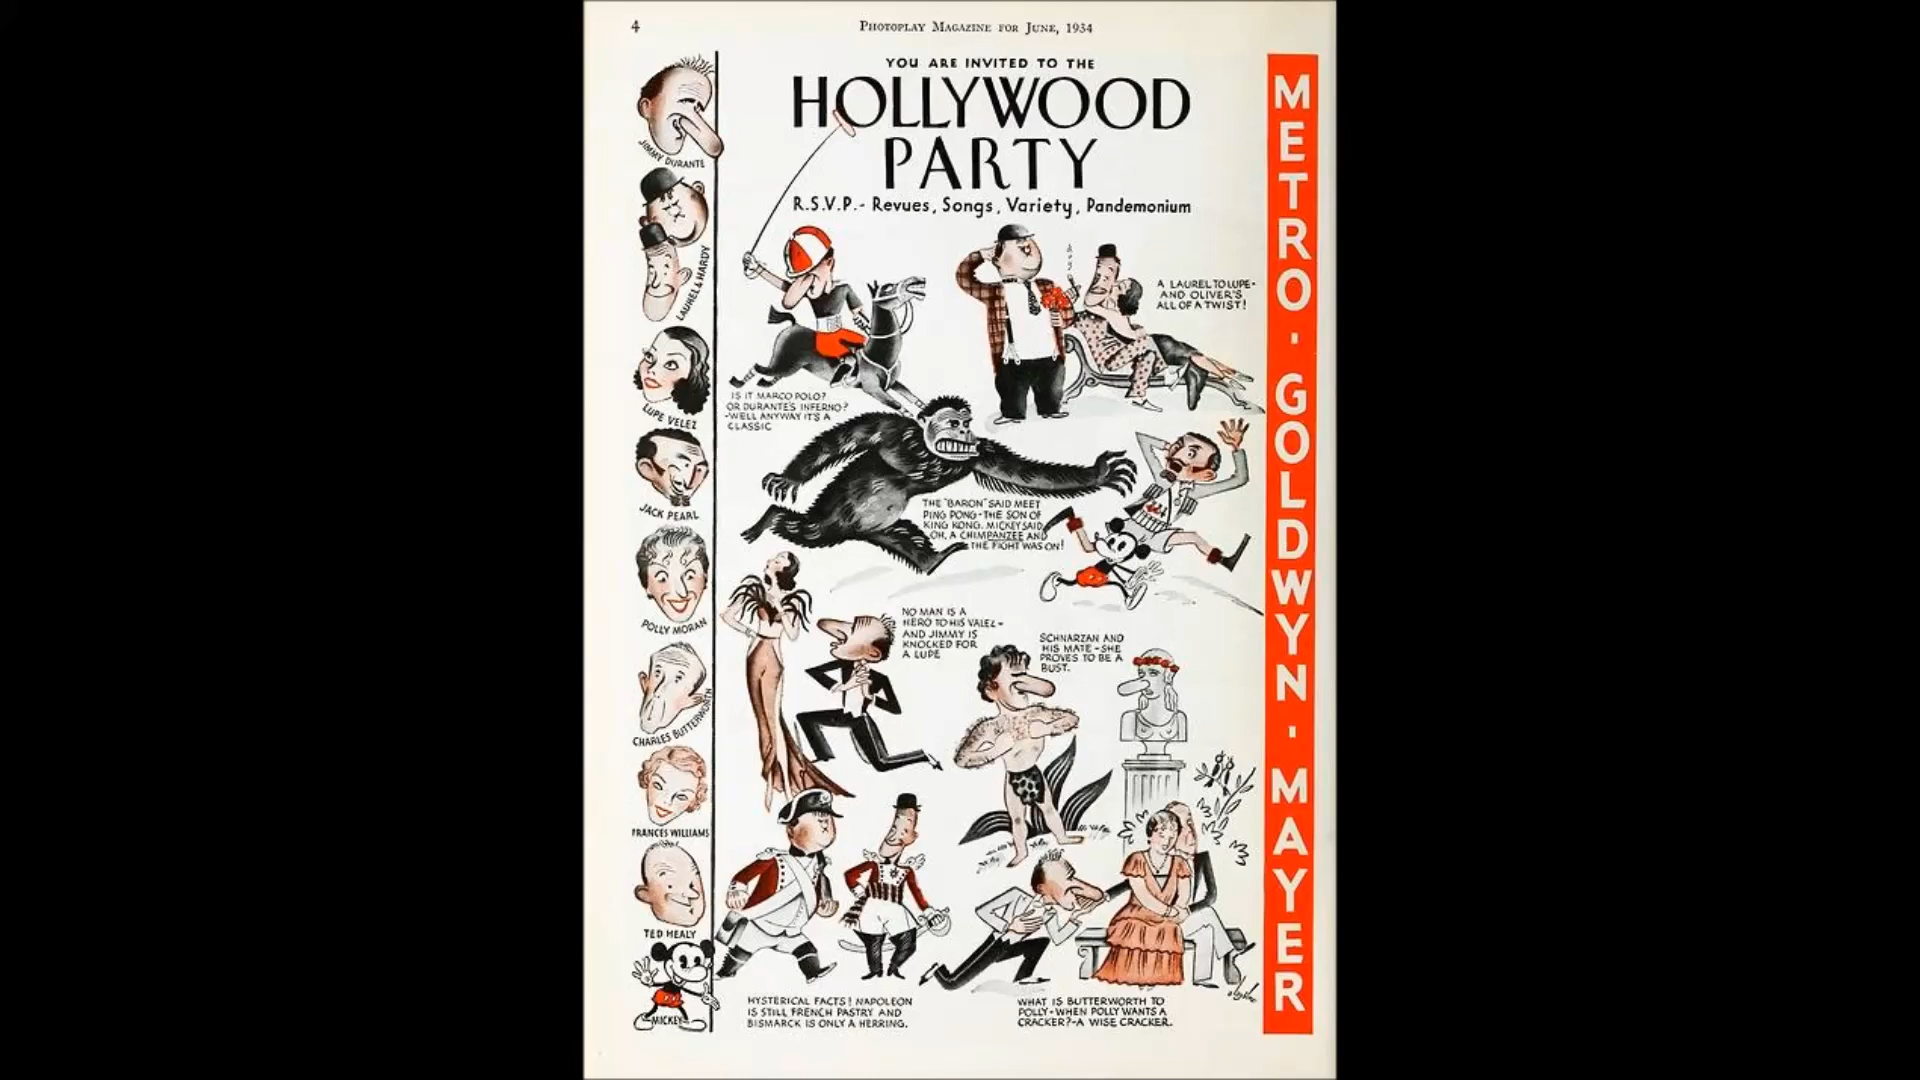 4
PHOTOPLAY MAGAZINE FOR JUNE, 1934
YOU ARE INVITED TO THE
HOLLYWOOD
PARTY
R.S.V.P.- Revues, Songs, Variety, Pandemonium
JIMMY DURANTE
LAUREL & HARDY
LUPE VELEZ
JACK PEARL
POLLY MORAN
CHARLES BUTTERWORTH
FRANCES WILLIAMS
TED HEALY
MICKEY
A LAUREL TO LUPE-
AND OLIVER'S
ALL OF A TWIST!
IS IT MARCO POLO?
OR DURANTE'S INFERNO?
-WELL ANYWAY IT'S A
CLASSIC
THE "BARON" SAID MEET
PING PONG-THE SON OF
KING KONG. MICKEY SAID,
OH, A CHIMPANZEE AND
THE FIGHT WAS ON!
NO MAN IS A
HERO TO HIS VALEZ-
AND JIMMY IS
KNOCKED FOR
A LUPE
SCHNARZAN AND
HIS MATE-SHE
PROVES TO BE A
BUST.
HYSTERICAL FACTS! NAPOLEON
IS STILL FRENCH PASTRY AND
BISMARCK IS ONLY A HERRING.
WHAT IS BUTTERWORTH TO
POLLY-WHEN POLLY WANTS A
CRACKER?-A WISE CRACKER.
METRO · GOLDWYN · MAYER